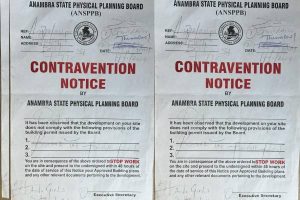 ANAMBRA STATE PHYSICAL PLANNING BOARD
(ANSPPB)
REF
NAME
ADDRESS
CONTRAVENTION
NOTICE
BY
ANAMBRA STATE PHYSICAL PLANNING BOARD
It has been observed that the development on your site
does not comply with the following provisions of the
building permit issued by the Board.
1
2
3
You are in consequence of the above ordered to STOP WORK
on the site and present to the undersigned within 48 hours of
the date of service of this Notice your Approved Building plans
and any other relevant documents pertaining to the development.
Executive Secretary
ANAMBRA STATE PHYSICAL PLANNING BOARD
(ANSPPB)
REF
NAME
ADDRESS
CONTRAVENTION
NOTICE
BY
ANAMBRA STATE PHYSICAL PLANNING BOARD
It has been observed that the development on your site
does not comply with the following provisions of the
building permit issued by the Board.
1
2
3
You are in consequence of the above ordered to STOP WORK
on the site and present to the undersigned within 48 hours of
the date of service of this Notice your Approved Building plans
and any other relevant documents pertaining to the development.
Executive Secretary